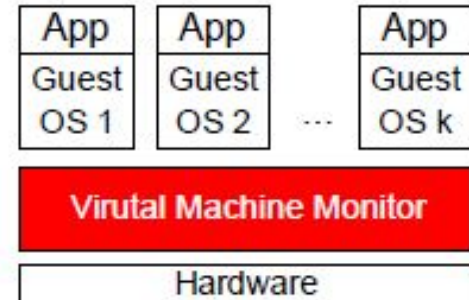 App App App
Guest Guest Guest
OS 1 OS 2 ... OS k
Virutal Machine Monitor
Hardware